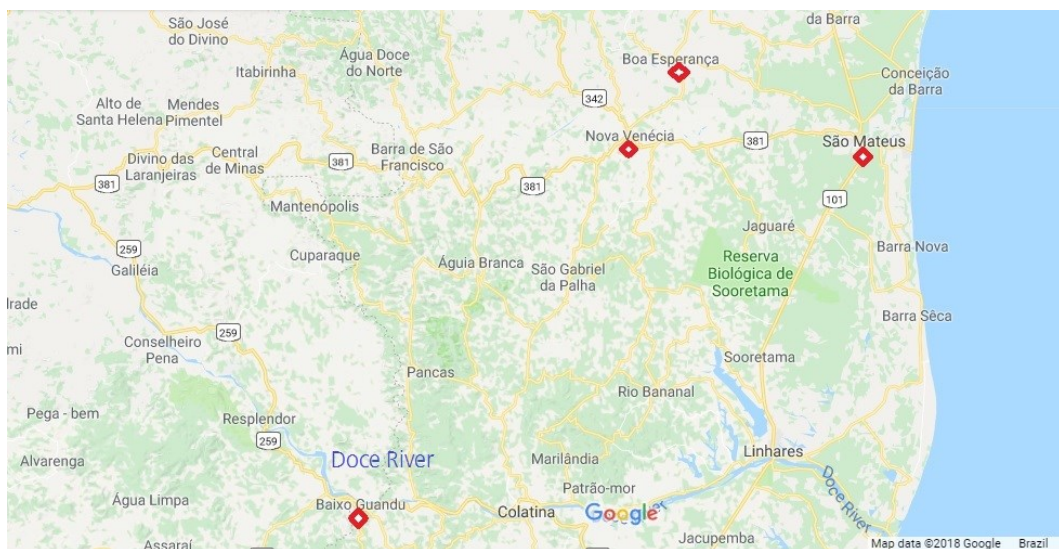 São José
do Divino
da Barra
Água Doce
do Norte
Boa Esperança
Itabirinha
Conceição
da Barra
342
Alto de
Santa Helena
Mendes
Pimentel
Nova Venécia
381
São Mateus
Divino das
Laranjeiras
Central
de Minas
381
Barra de São
Francisco
381
381
101
Mantenópolis
Jaguaré
259
Galiléia
Cuparaque
Águia Branca
São Gabriel
da Palha
Reserva
Biológica de
Sooretama
Barra Nova
drade
Barra Sêca
259
mi
Conselheiro
Pena
Sooretama
Pancas
Rio Bananal
Pega - bem
Resplendor
259
Doce River
Linhares
Alvarenga
Marilândia
Doce River
Água Limpa
Baixo Guandu
Patrão-mor
Colatina
Google
River
Assaraí
Jacupemba
Map data ©2018 Google Brazil